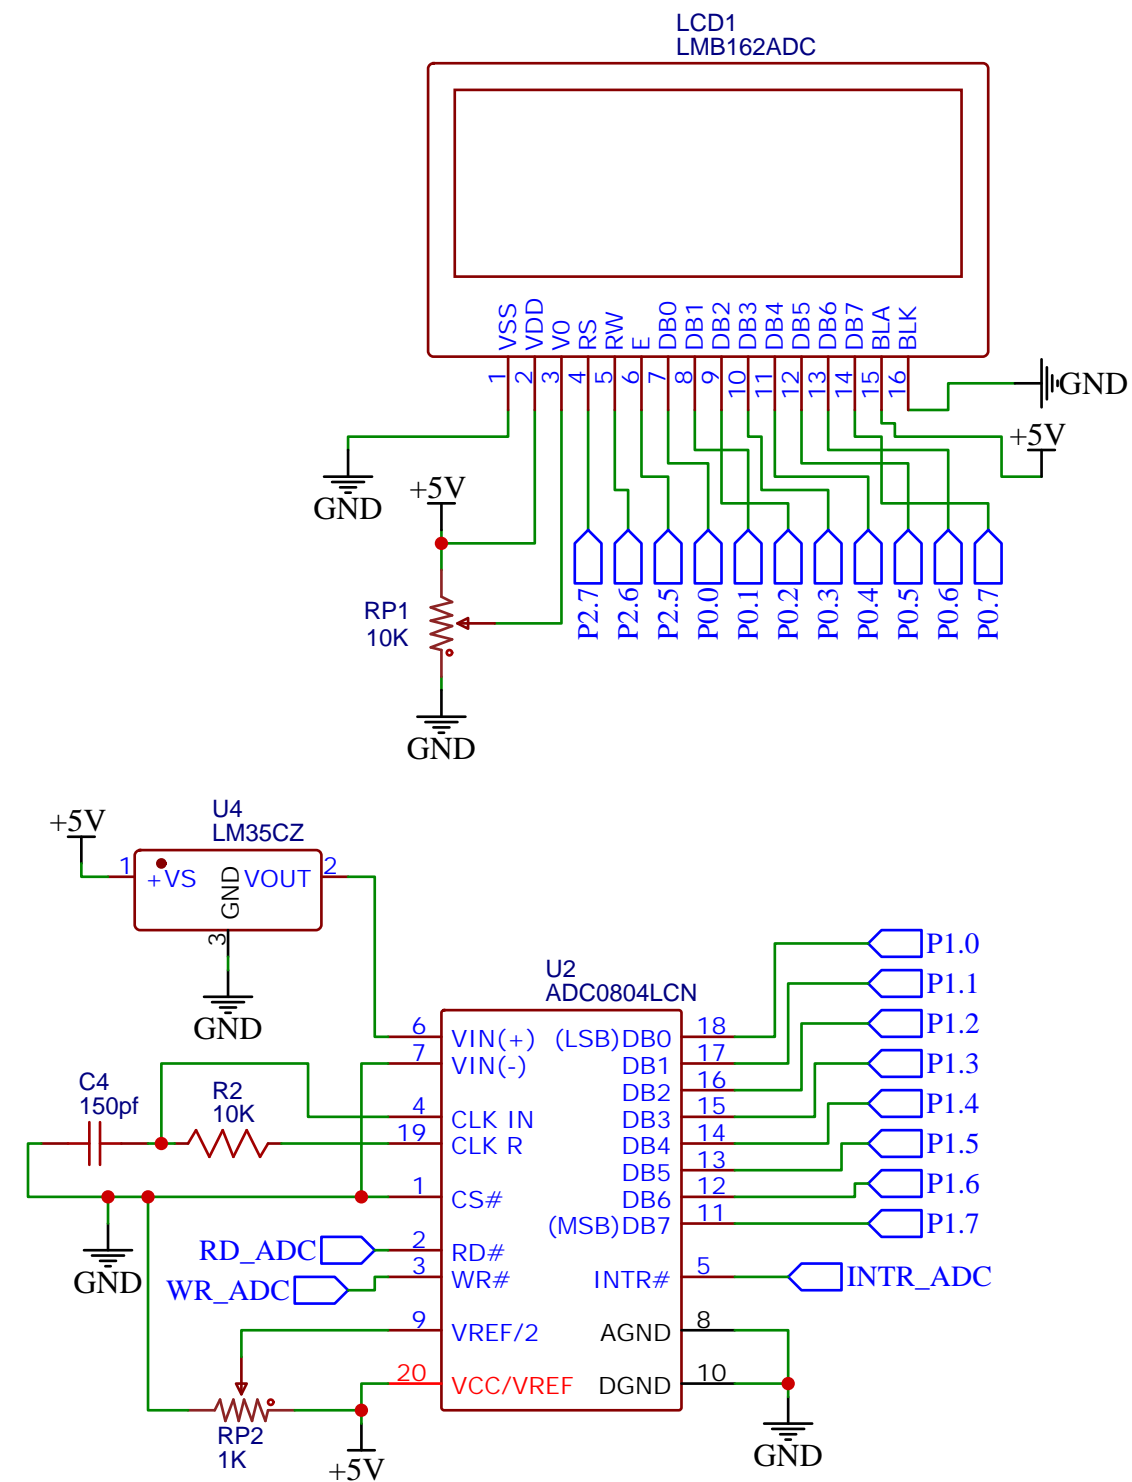 LCD1
LMB162ADC
VSS VDD V0 RS RW E DB0 DB1 DB2 DB3 DB4 DB5 DB6 DB7 BLA BLK
1 2 3 4 5 6 7 8 9 10 11 12 13 14 15 16
GND
+5V
GND
+5V
RP1
10K
P2.7 P2.6 P2.5 P0.0 P0.1 P0.2 P0.3 P0.4 P0.5 P0.6 P0.7
GND
+5V
U4
LM35CZ
1 +VS GND VOUT 2
3
GND
U2
ADC0804LCN
6 VIN(+) (LSB)DB0 18 P1.0
7 VIN(-) DB1 17 P1.1
DB2 16 P1.2
C4
150pf
R2
10K
4 CLK IN DB3 15 P1.3
19 CLK R DB4 14 P1.4
DB5 13 P1.5
1 CS# DB6 12 P1.6
(MSB)DB7 11 P1.7
GND
RD_ADC 2 RD#
WR_ADC 3 WR# INTR# 5 INTR_ADC
9 VREF/2 AGND 8
20 VCC/VREF DGND 10
RP2
1K
+5V
GND